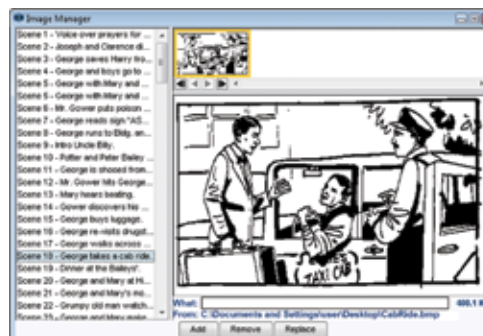 Image Manager
Scene 1 - Voice over prayers for ...
Scene 2 - Joseph and Clarence di...
Scene 3 - George saves Harry fro...
Scene 4 - George and boys go to ...
Scene 5 - George with Mary and ...
Scene 6 - Mr. Gower puts poison ...
Scene 7 - George reads sign "AS...
Scene 8 - George runs to Bldg. an...
Scene 9 - Intro Uncle Billy.
Scene 10 - Potter and Peter Bailey ...
Scene 11 - George is shooed from...
Scene 12 - Mr. Gower hits George...
Scene 13 - Mary hears beating.
Scene 14 - Gower discovers his ...
Scene 15 - George buys luggage.
Scene 16 - George re-visits drugst...
Scene 17 - George walks across ...
Scene 18 - George takes a cab ride.
Scene 19 - Dinner at the Baileys'.
Scene 20 - George and Mary at Hi...
Scene 21 - George and Mary's mo...
Scene 22 - Grumpy old man watch...
Scene 23 - George and Mary make ...
TAXI CAB
What:
From: C:\Documents and Settings\user\Desktop\CabRide.bmp
Add Remove Replace